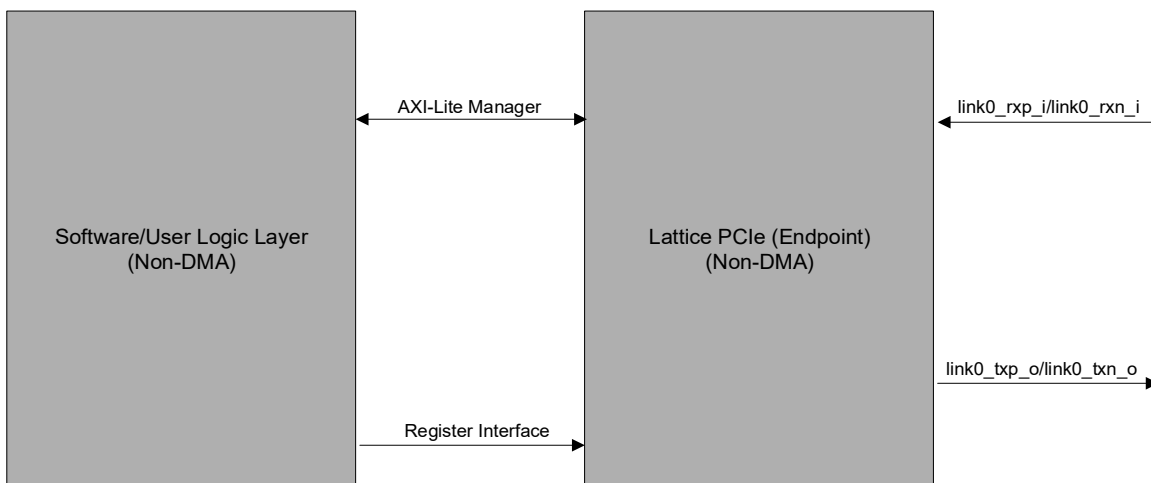 AXI-Lite Manager
link0_rxp_i/link0_rxn_i
Software/User Logic Layer
(Non-DMA)
Lattice PCIe (Endpoint)
(Non-DMA)
link0_txp_o/link0_txn_o
Register Interface